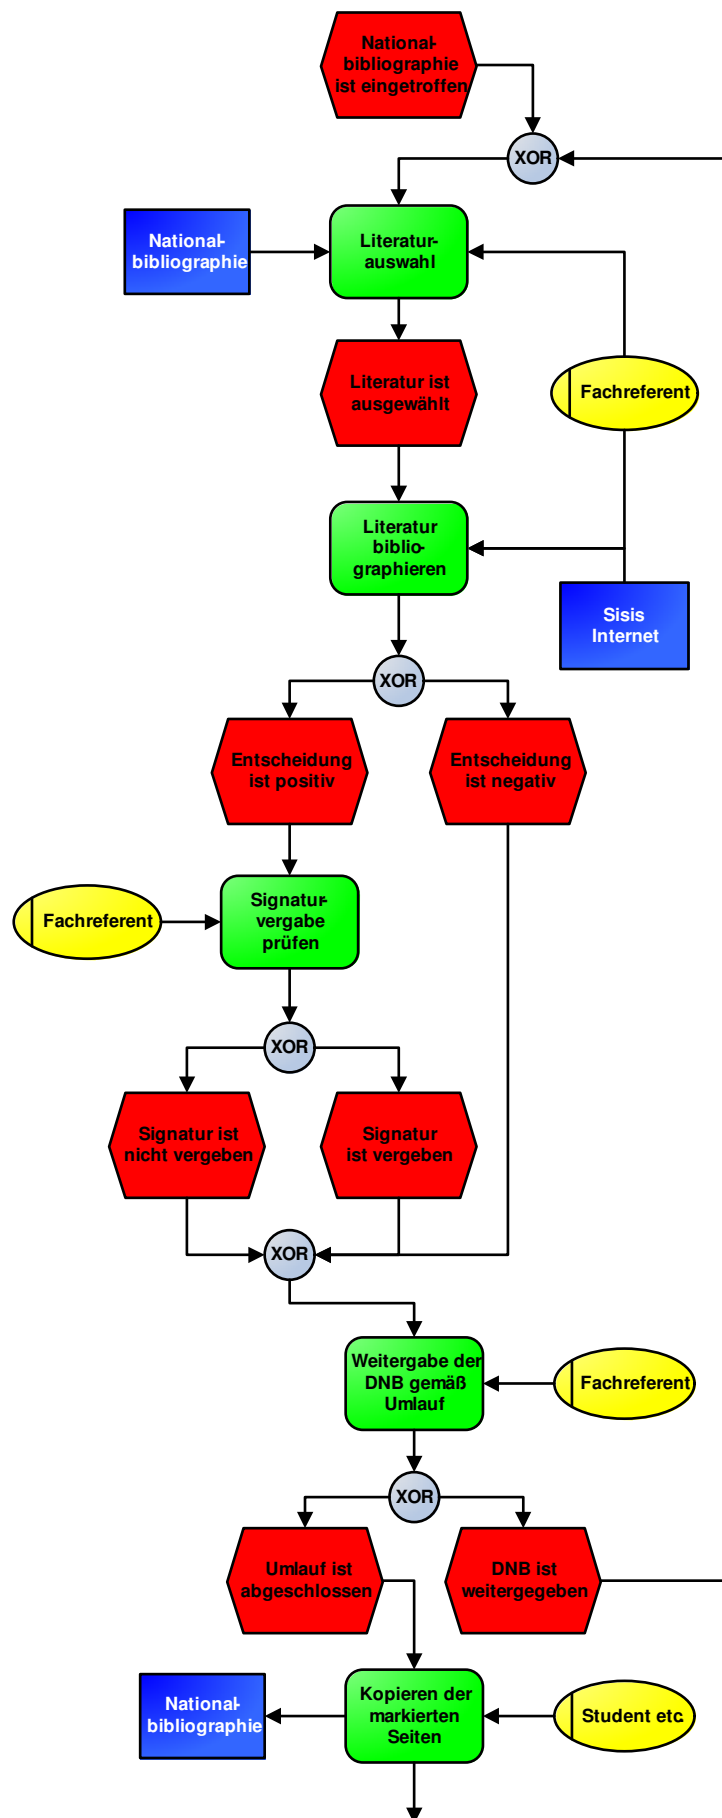 National-
bibliographie
ist eingetroffen
XOR
National-
bibliographie
Literatur-
auswahl
Literatur ist
ausgewählt
Fachreferent
Literatur
biblio-
graphieren
Sisis
Internet
XOR
Entscheidung
ist positiv
Entscheidung
ist negativ
Fachreferent
Signatur-
vergabe
prüfen
XOR
Signatur ist
nicht vergeben
Signatur
ist vergeben
XOR
Weitergabe der
DNB gemäß
Umlauf
Fachreferent
XOR
Umlauf ist
abgeschlossen
DNB ist
weitergegeben
National-
bibliographie
Kopieren der
markierten
Seiten
Student etc.